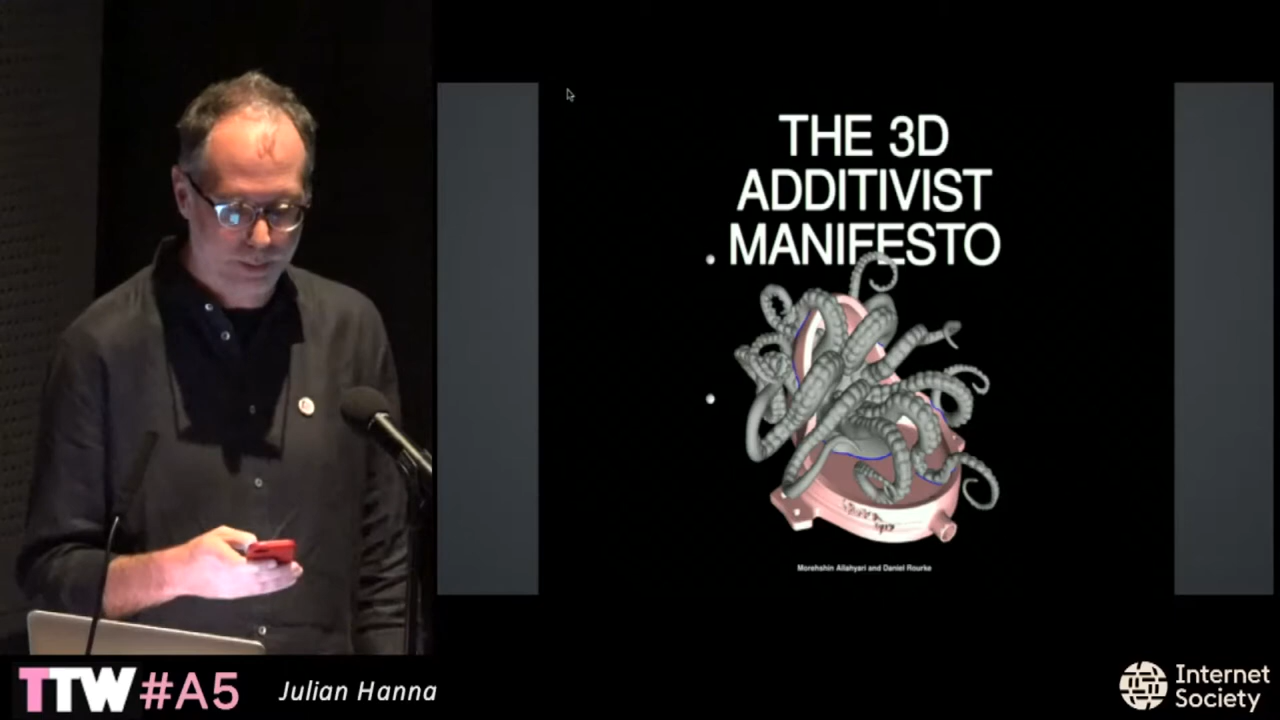 THE 3D
ADDITIVIST
MANIFESTO
Morehshin Allahyari and Daniel Rourke
TTW #A5
Julian Hanna
Internet
Society